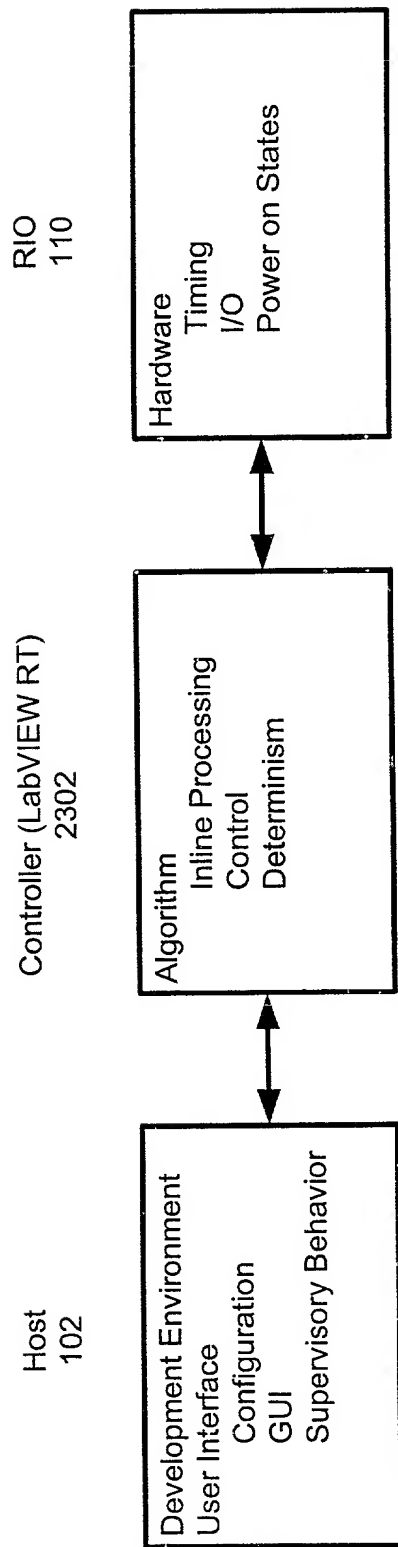 Host
102
Development Environment
User Interface
Configuration
GUI
Supervisory Behavior
Controller (LabVIEW RT)
2302
Algorithm
Inline Processing
Control
Determinism
RIO
110
Hardware
Timing
I/O
Power on States